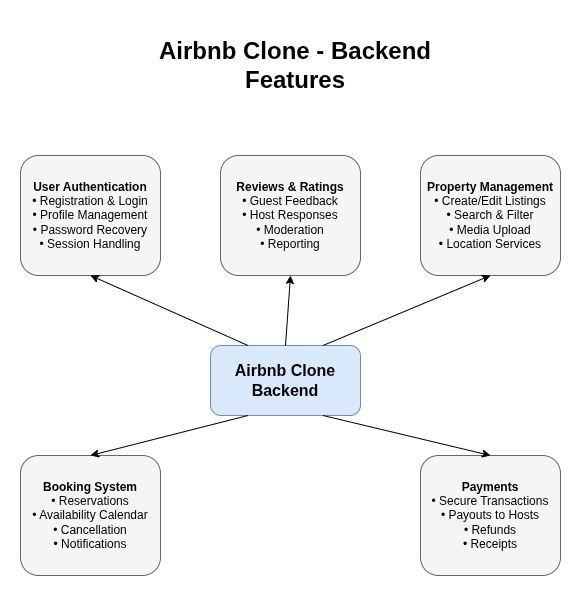 Airbnb Clone - Backend
Features
User Authentication
• Registration & Login
• Profile Management
• Password Recovery
• Session Handling
Reviews & Ratings
• Guest Feedback
• Host Responses
• Moderation
• Reporting
Property Management
• Create/Edit Listings
• Search & Filter
• Media Upload
• Location Services
Airbnb Clone
Backend
Booking System
• Reservations
• Availability Calendar
• Cancellation
• Notifications
Payments
• Secure Transactions
• Payouts to Hosts
• Refunds
• Receipts